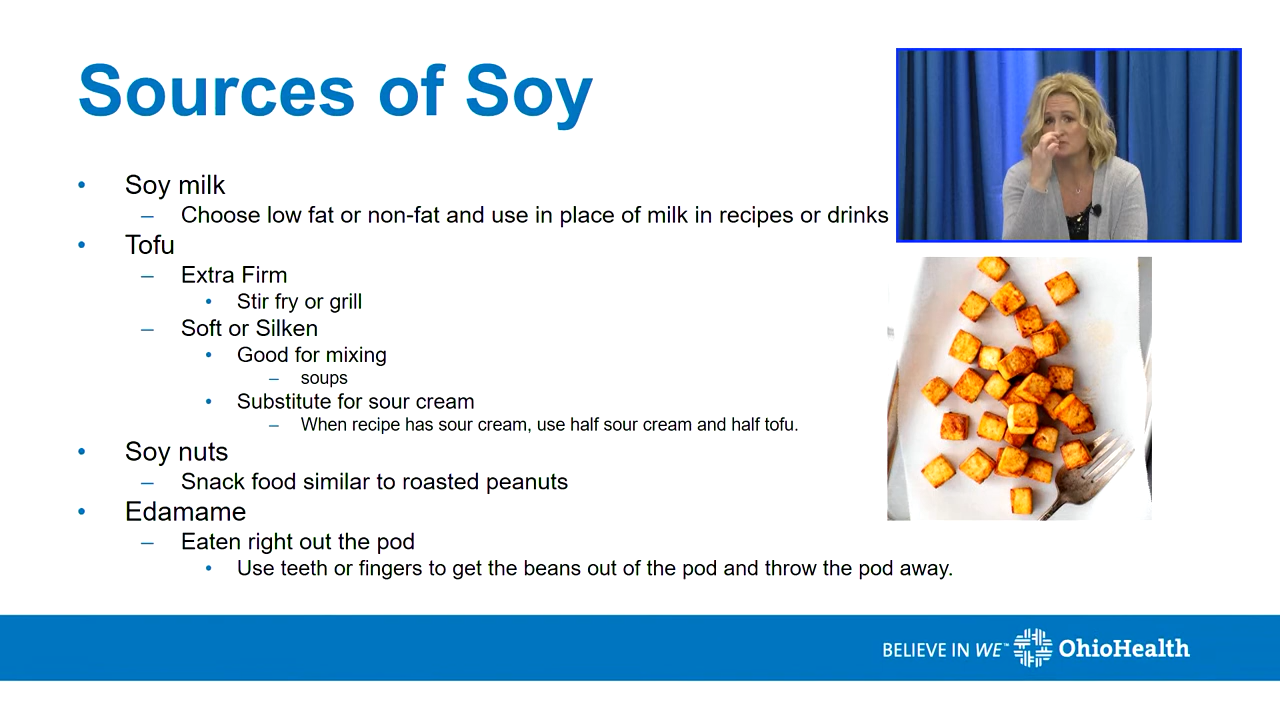 Sources of Soy
• Soy milk
– Choose low fat or non-fat and use in place of milk in recipes or drinks
• Tofu
– Extra Firm
• Stir fry or grill
– Soft or Silken
• Good for mixing
– soups
• Substitute for sour cream
– When recipe has sour cream, use half sour cream and half tofu.
• Soy nuts
– Snack food similar to roasted peanuts
• Edamame
– Eaten right out the pod
• Use teeth or fingers to get the beans out of the pod and throw the pod away.
BELIEVE IN WE™ OhioHealth